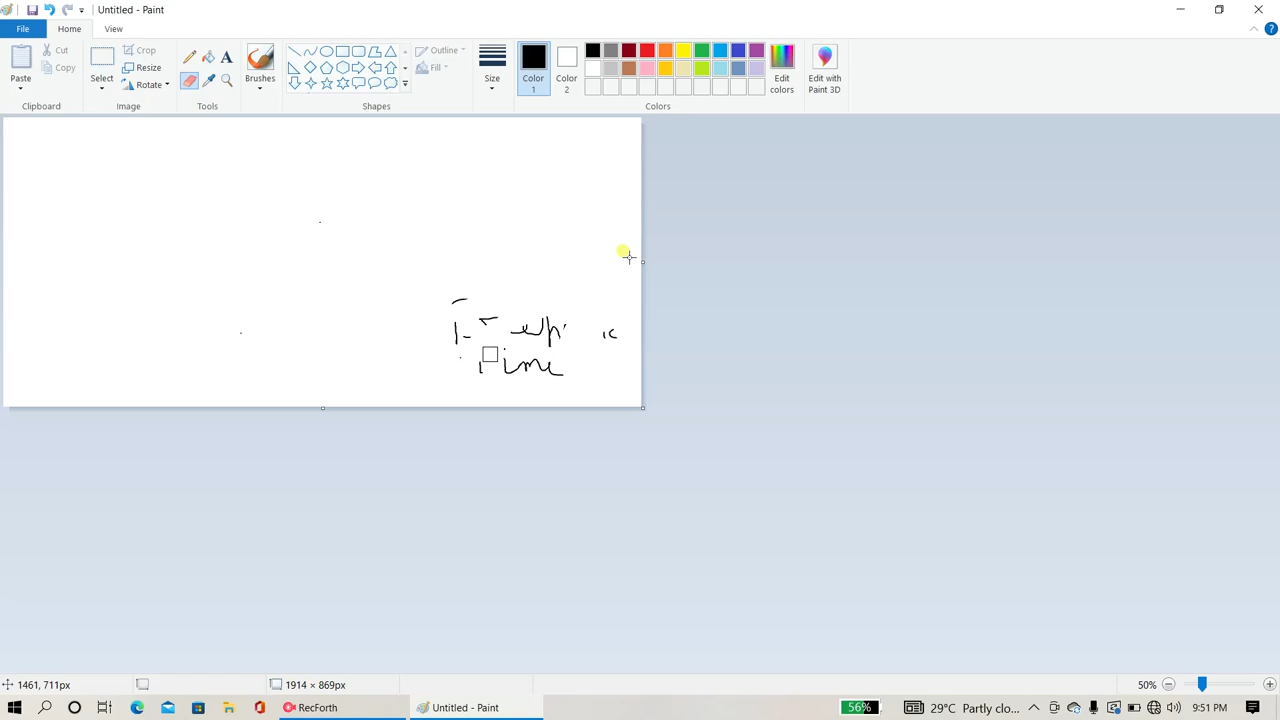 Untitled - Paint
File Home View
Paste Cut Copy Clipboard
Select Crop Resize Rotate Image
Tools
Brushes
Shapes Outline Fill
Size
Color 1 Color 2 Edit colors Colors
Edit with Paint 3D
ime
1461, 711px 1914 × 869px 50%
RecForth Untitled - Paint 56% 29°C Partly clo... 9:51 PM